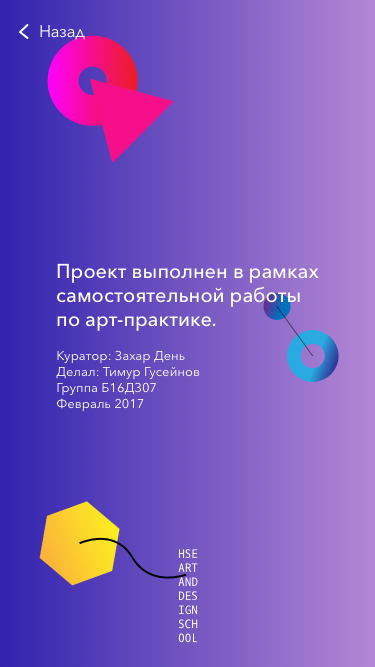 Назад
Проект выполнен в рамках
самостоятельной работы
по арт-практике.
Куратор: Захар День
Делал: Тимур Гусейнов
Группа Б16Д307
Февраль 2017
HSE
ART
AND
DES
IGN
SCH
OOL